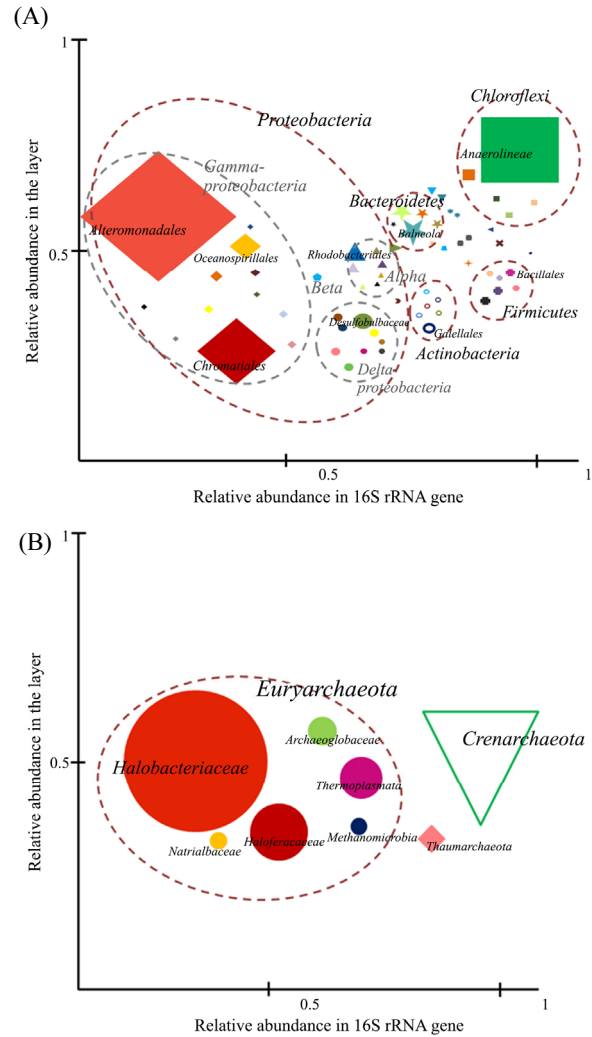 (A)
1
Chloroflexi
Proteobacteria
Anaerolineae
Gamma-
proteobacteria
Bacteroidetes
Alteromonadales
Balneola
0.5
Oceanospirillales
Rhodobacteriales
Beta
Alpha
Bacillales
Desulfobulbaceae
Firmicutes
Gaiellales
Actinobacteria
Chromatiales
Delta
proteobacteria
Relative abundance in the layer
0.5
1
Relative abundance in 16S rRNA gene
(B)
1
Euryarchaeota
Archaeoglobaceae
Crenarchaeota
0.5
Halobacteriaceae
Thermoplasmata
Natrialbaceae
Haloferacaceae
Methanomicrobia
Thaumarchaeota
Relative abundance in the layer
0.5
1
Relative abundance in 16S rRNA gene